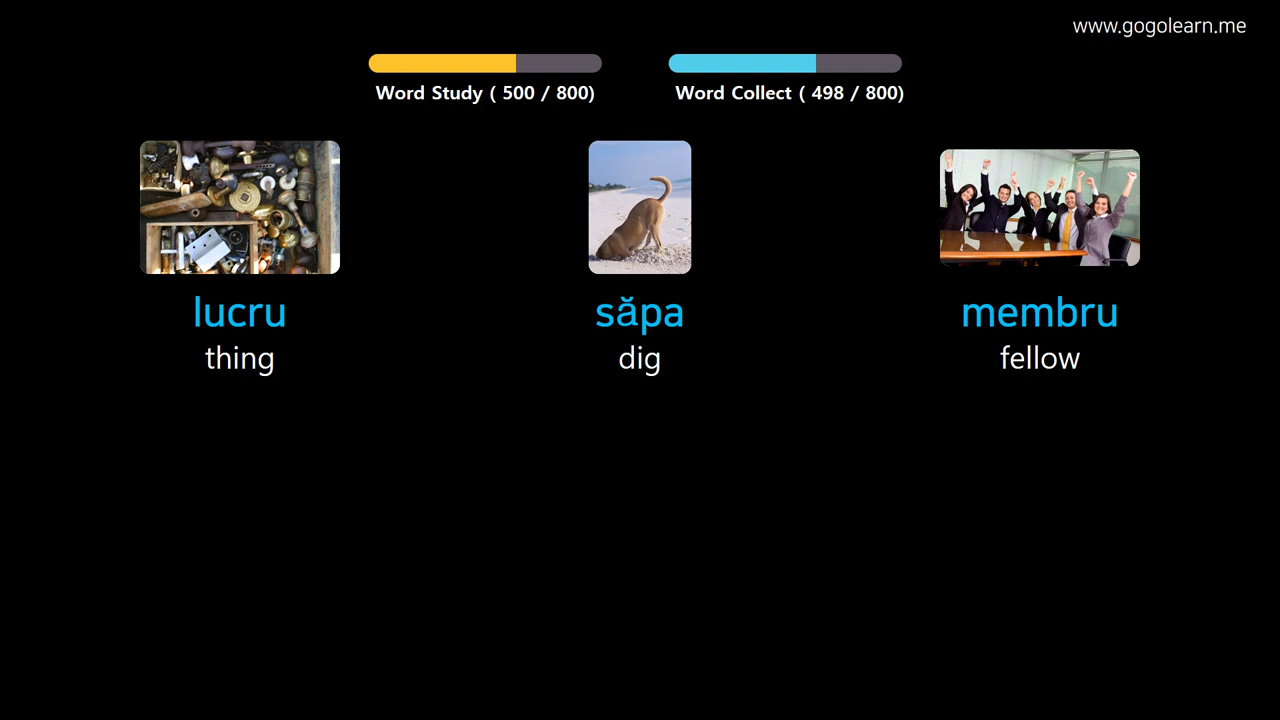 www.gogolearn.me
Word Study ( 500 / 800)
Word Collect ( 498 / 800)
lucru
thing
săpa
dig
membru
fellow